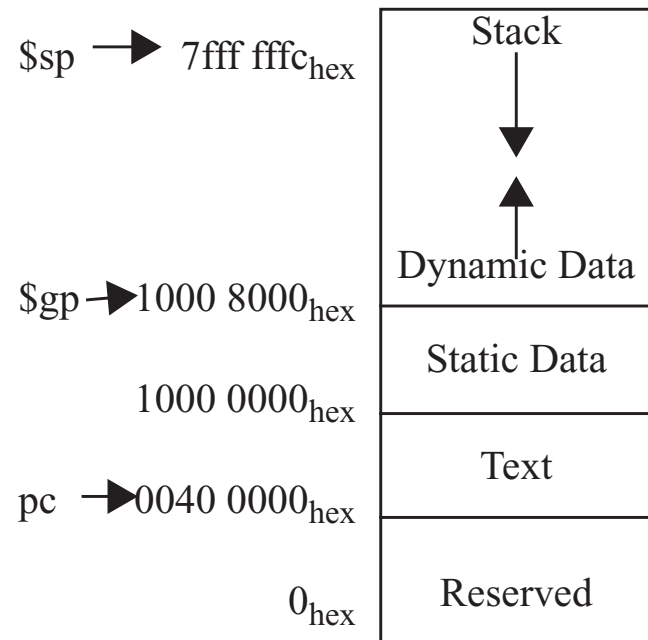 Stack
$sp 7fff fffc hex
Dynamic Data
$gp 1000 8000 hex
Static Data
1000 0000 hex
Text
pc 0040 0000 hex
Reserved
0 hex